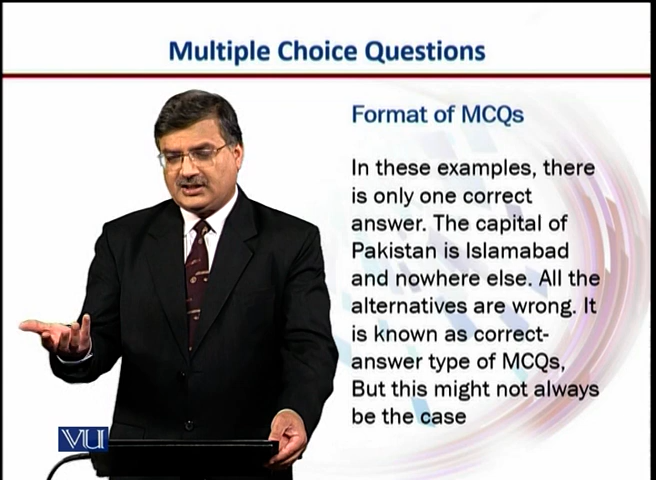 Multiple Choice Questions
Format of MCQs
In these examples, there
is only one correct
answer. The capital of
Pakistan is Islamabad
and nowhere else. All the
alternatives are wrong. It
is known as correct-
answer type of MCQs,
But this might not always
be the case
VU